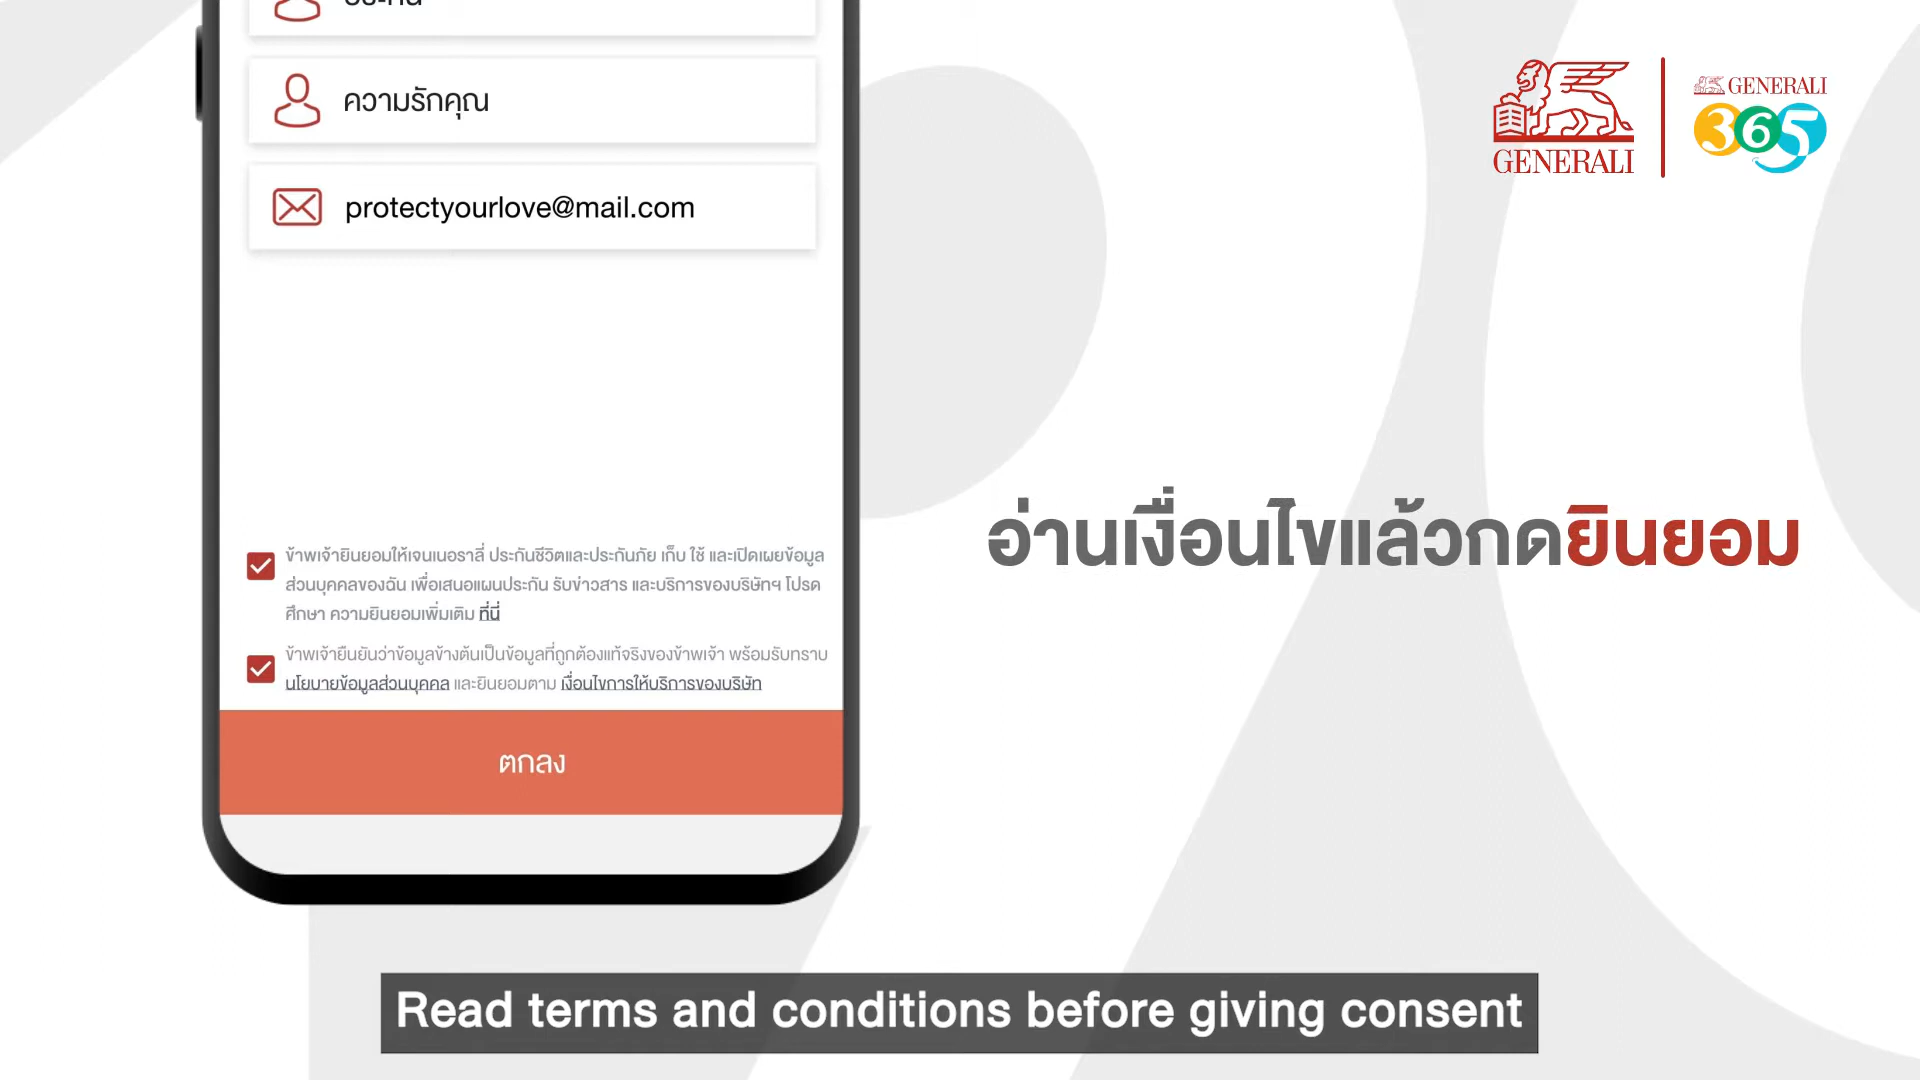 ความรักคุณ
protectyourlove@mail.com
GENERALI
GENERALI
365
อ่านเงื่อนไขแล้วกดยินยอม
ข้าพเจ้ายินยอมให้เจนเนอราลี่ ประกันชีวิตและประกันภัย เก็บ ใช้ และเปิดเผยข้อมูล
ส่วนบุคคลของฉัน เพื่อเสนอแผนประกัน รับข่าวสาร และบริการของบริษัทฯ โปรด
ศึกษา ความยินยอมเพิ่มเติม ที่นี่
ข้าพเจ้ายืนยันว่าข้อมูลข้างต้นเป็นข้อมูลที่ถูกต้องแท้จริงของข้าพเจ้า พร้อมรับทราบ
นโยบายข้อมูลส่วนบุคคล และยินยอมตาม เงื่อนไขการให้บริการของบริษัท
ตกลง
Read terms and conditions before giving consent